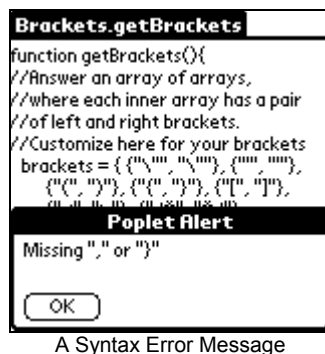 Brackets.getBrackets
function getBrackets(){
//Answer an array of arrays,
//where each inner array has a pair
//of left and right brackets.
//Customize here for your brackets
brackets = { {"\"", "\""}, {"'", "'"},
{"(", ")"}, {"{", "}"}, {"[", "]"},
Poplet Alert
Missing "," or "}"
OK
A Syntax Error Message